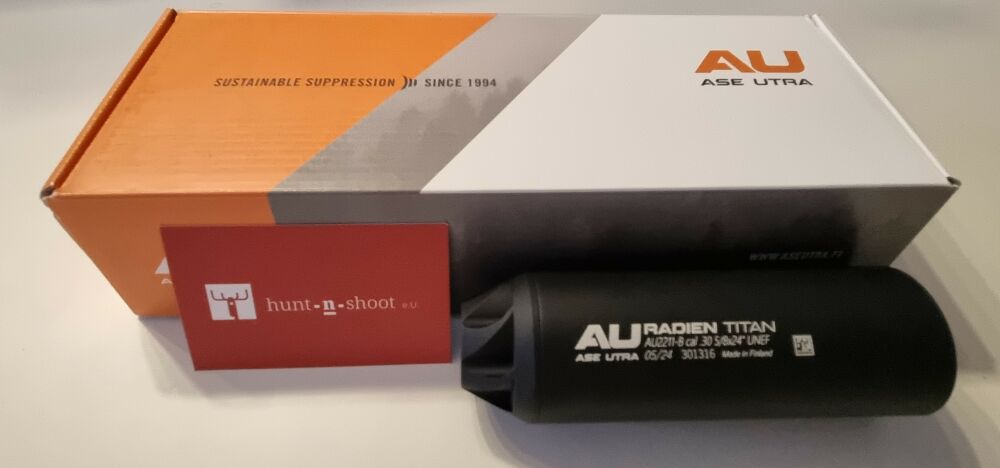 SUSTAINABLE SUPPRESSION
SINCE 1994
AU
ASE UTRA
WWW.ASEUTRA.FI
hunt-n-shoot e.U.
AU
ASE UTRA
RADIEN TITAN
AU2211-B cal .30 5/8x24" UNEF
05/24 301316 Made in Finland